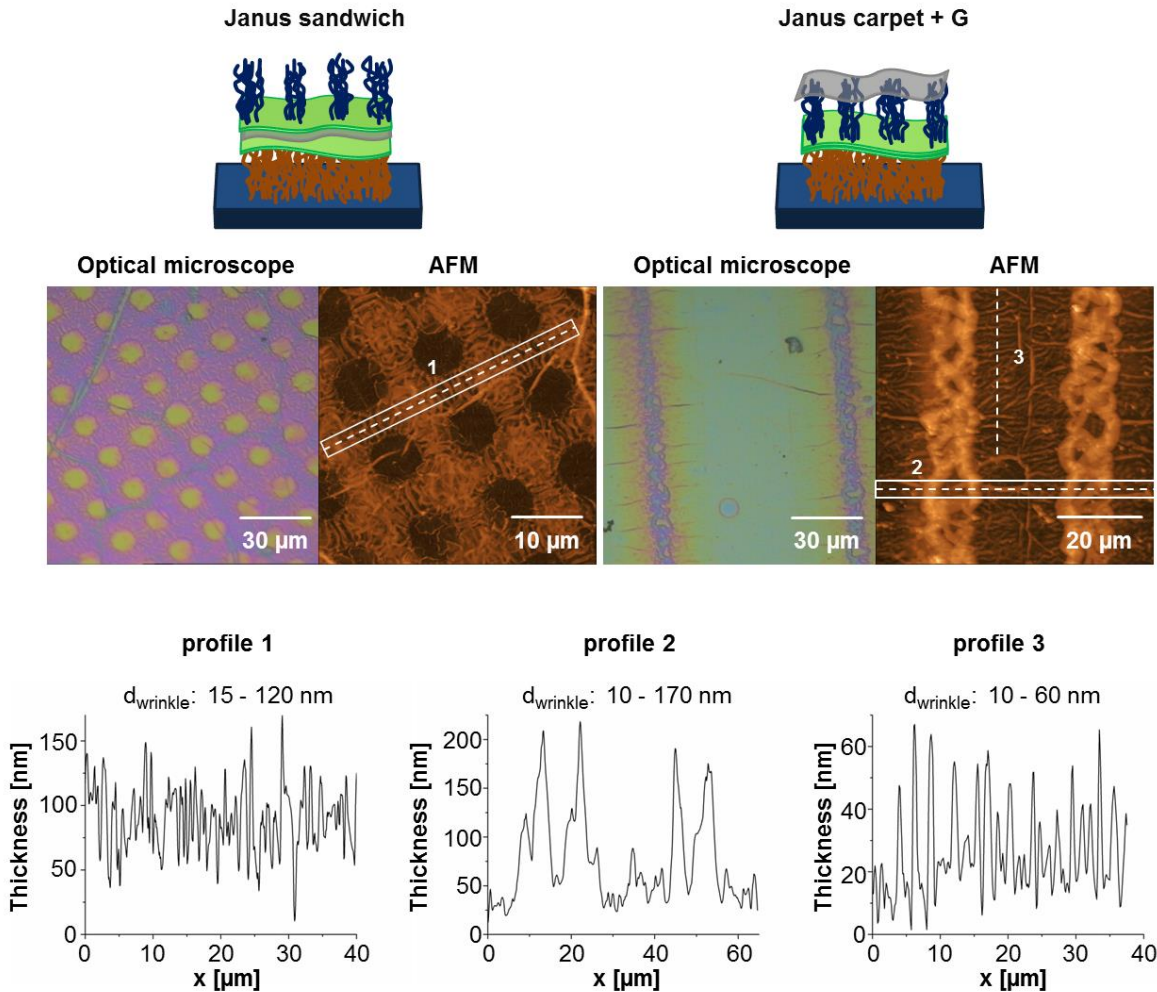 Janus sandwich
Janus carpet + G
Optical microscope
AFM
Optical microscope
AFM
1
30 µm
10 µm
30 µm
3
2
20 µm
profile 1
profile 2
profile 3
dwrinkle: 15 - 120 nm
dwrinkle: 10 - 170 nm
dwrinkle: 10 - 60 nm
Thickness [nm]
150
100
50
0
0 10 20 30 40
x [µm]
Thickness [nm]
200
150
100
50
0
0 20 40 60
x [µm]
Thickness [nm]
60
40
20
0
0 10 20 30 40
x [µm]